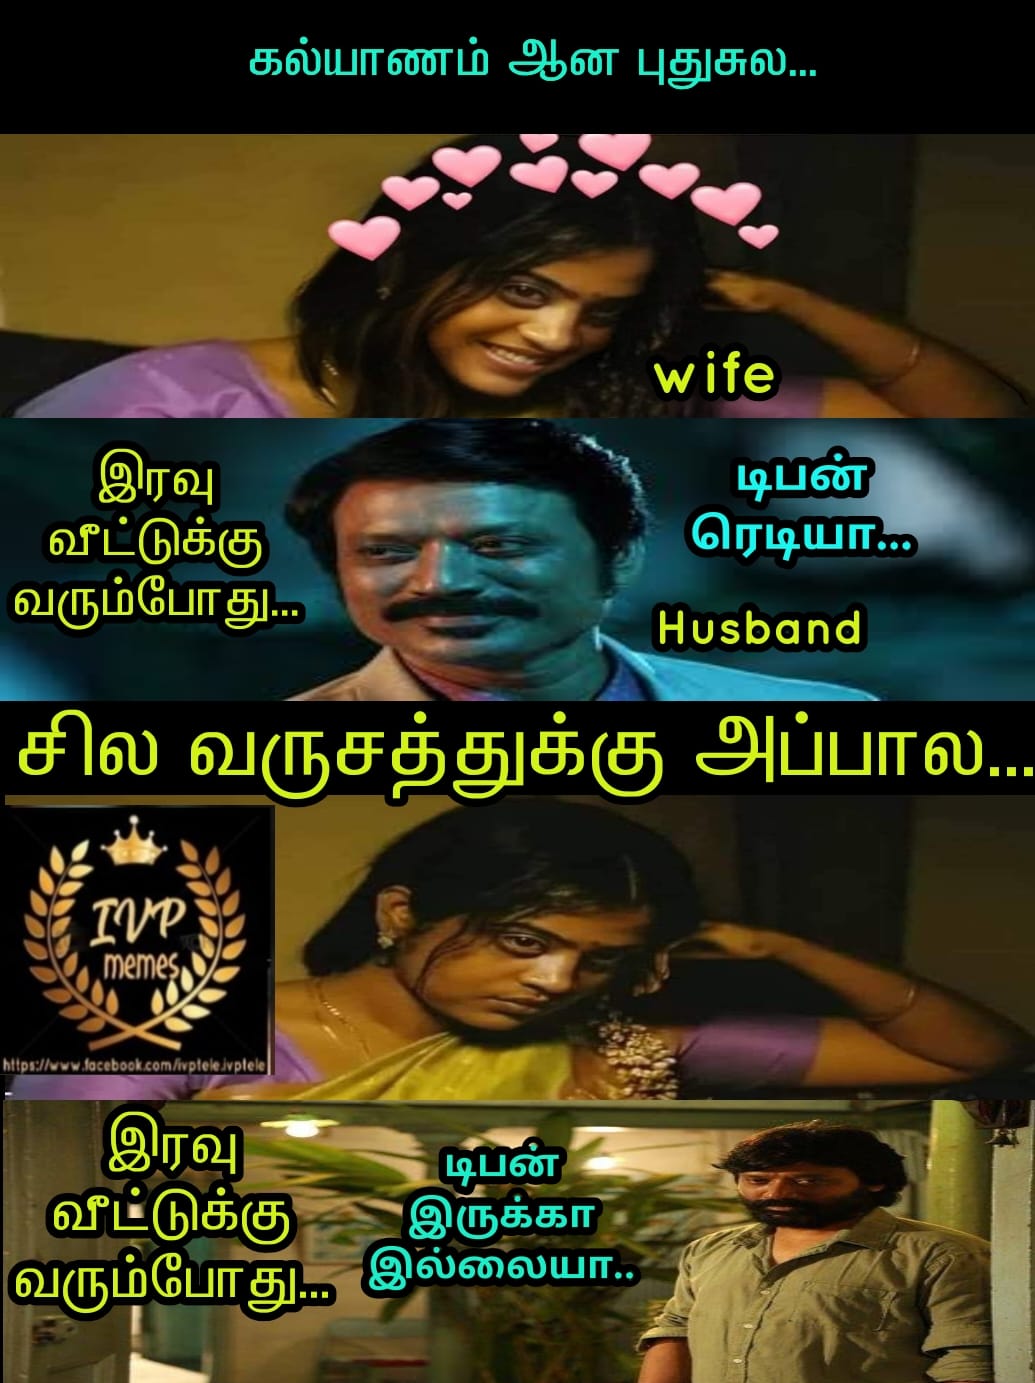 கல்யாணம் ஆன புதுசுல...
wife
இரவு
வீட்டுக்கு
வரும்போது...
டிபன்
ரெடியா...
Husband
சில வருசத்துக்கு அப்பால...
IVP
memes
https://www.facebook.com/ivptele.ivptele
இரவு
வீட்டுக்கு
வரும்போது...
டிபன்
இருக்கா
இல்லையா..